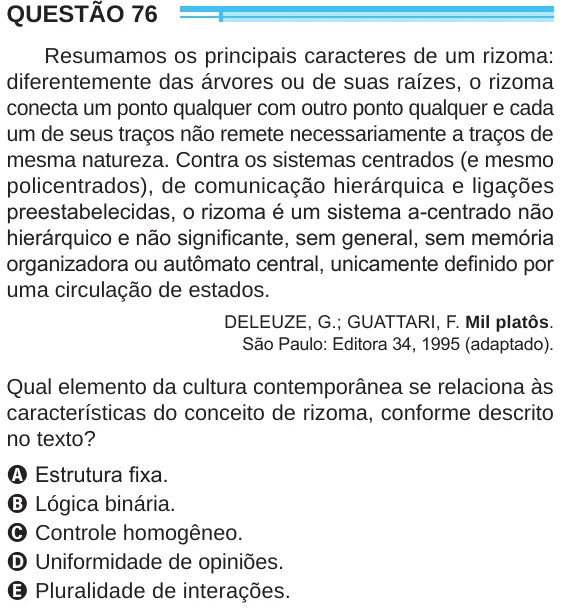 QUESTÃO 76
Resumamos os principais caracteres de um rizoma:
diferentemente das árvores ou de suas raízes, o rizoma
conecta um ponto qualquer com outro ponto qualquer e cada
um de seus traços não remete necessariamente a traços de
mesma natureza. Contra os sistemas centrados (e mesmo
policentrados), de comunicação hierárquica e ligações
preestabelecidas, o rizoma é um sistema a-centrado não
hierárquico e não significante, sem general, sem memória
organizadora ou autômato central, unicamente definido por
uma circulação de estados.
DELEUZE, G.; GUATTARI, F. Mil platôs.
São Paulo: Editora 34, 1995 (adaptado).
Qual elemento da cultura contemporânea se relaciona às
características do conceito de rizoma, conforme descrito
no texto?
A Estrutura fixa.
B Lógica binária.
C Controle homogêneo.
D Uniformidade de opiniões.
E Pluralidade de interações.